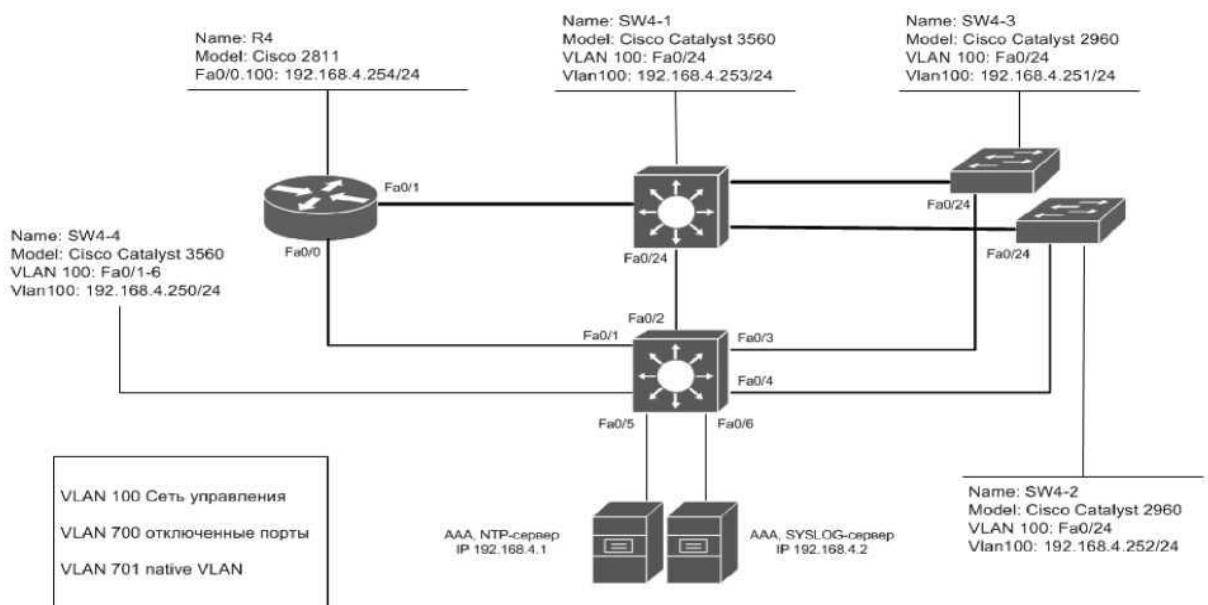 Name: R4
Model: Cisco 2811
Fa0/0.100: 192.168.4.254/24
Name: SW4-1
Model: Cisco Catalyst 3560
VLAN 100: Fa0/24
Vlan100: 192.168.4.253/24
Name: SW4-3
Model: Cisco Catalyst 2960
VLAN 100: Fa0/24
Vlan100: 192.168.4.251/24
Fa0/1
Fa0/24
Name: SW4-4
Model: Cisco Catalyst 3560
VLAN 100: Fa0/1-6
Vlan100: 192.168.4.250/24
Fa0/0
Fa0/24
Fa0/24
Fa0/2
Fa0/1
Fa0/3
Fa0/4
Fa0/5
Fa0/6
VLAN 100 Сеть управления
VLAN 700 отключенные порты
VLAN 701 native VLAN
AAA, NTP-сервер
IP 192.168.4.1
AAA, SYSLOG-сервер
IP 192.168.4.2
Name: SW4-2
Model: Cisco Catalyst 2960
VLAN 100: Fa0/24
Vlan100: 192.168.4.252/24